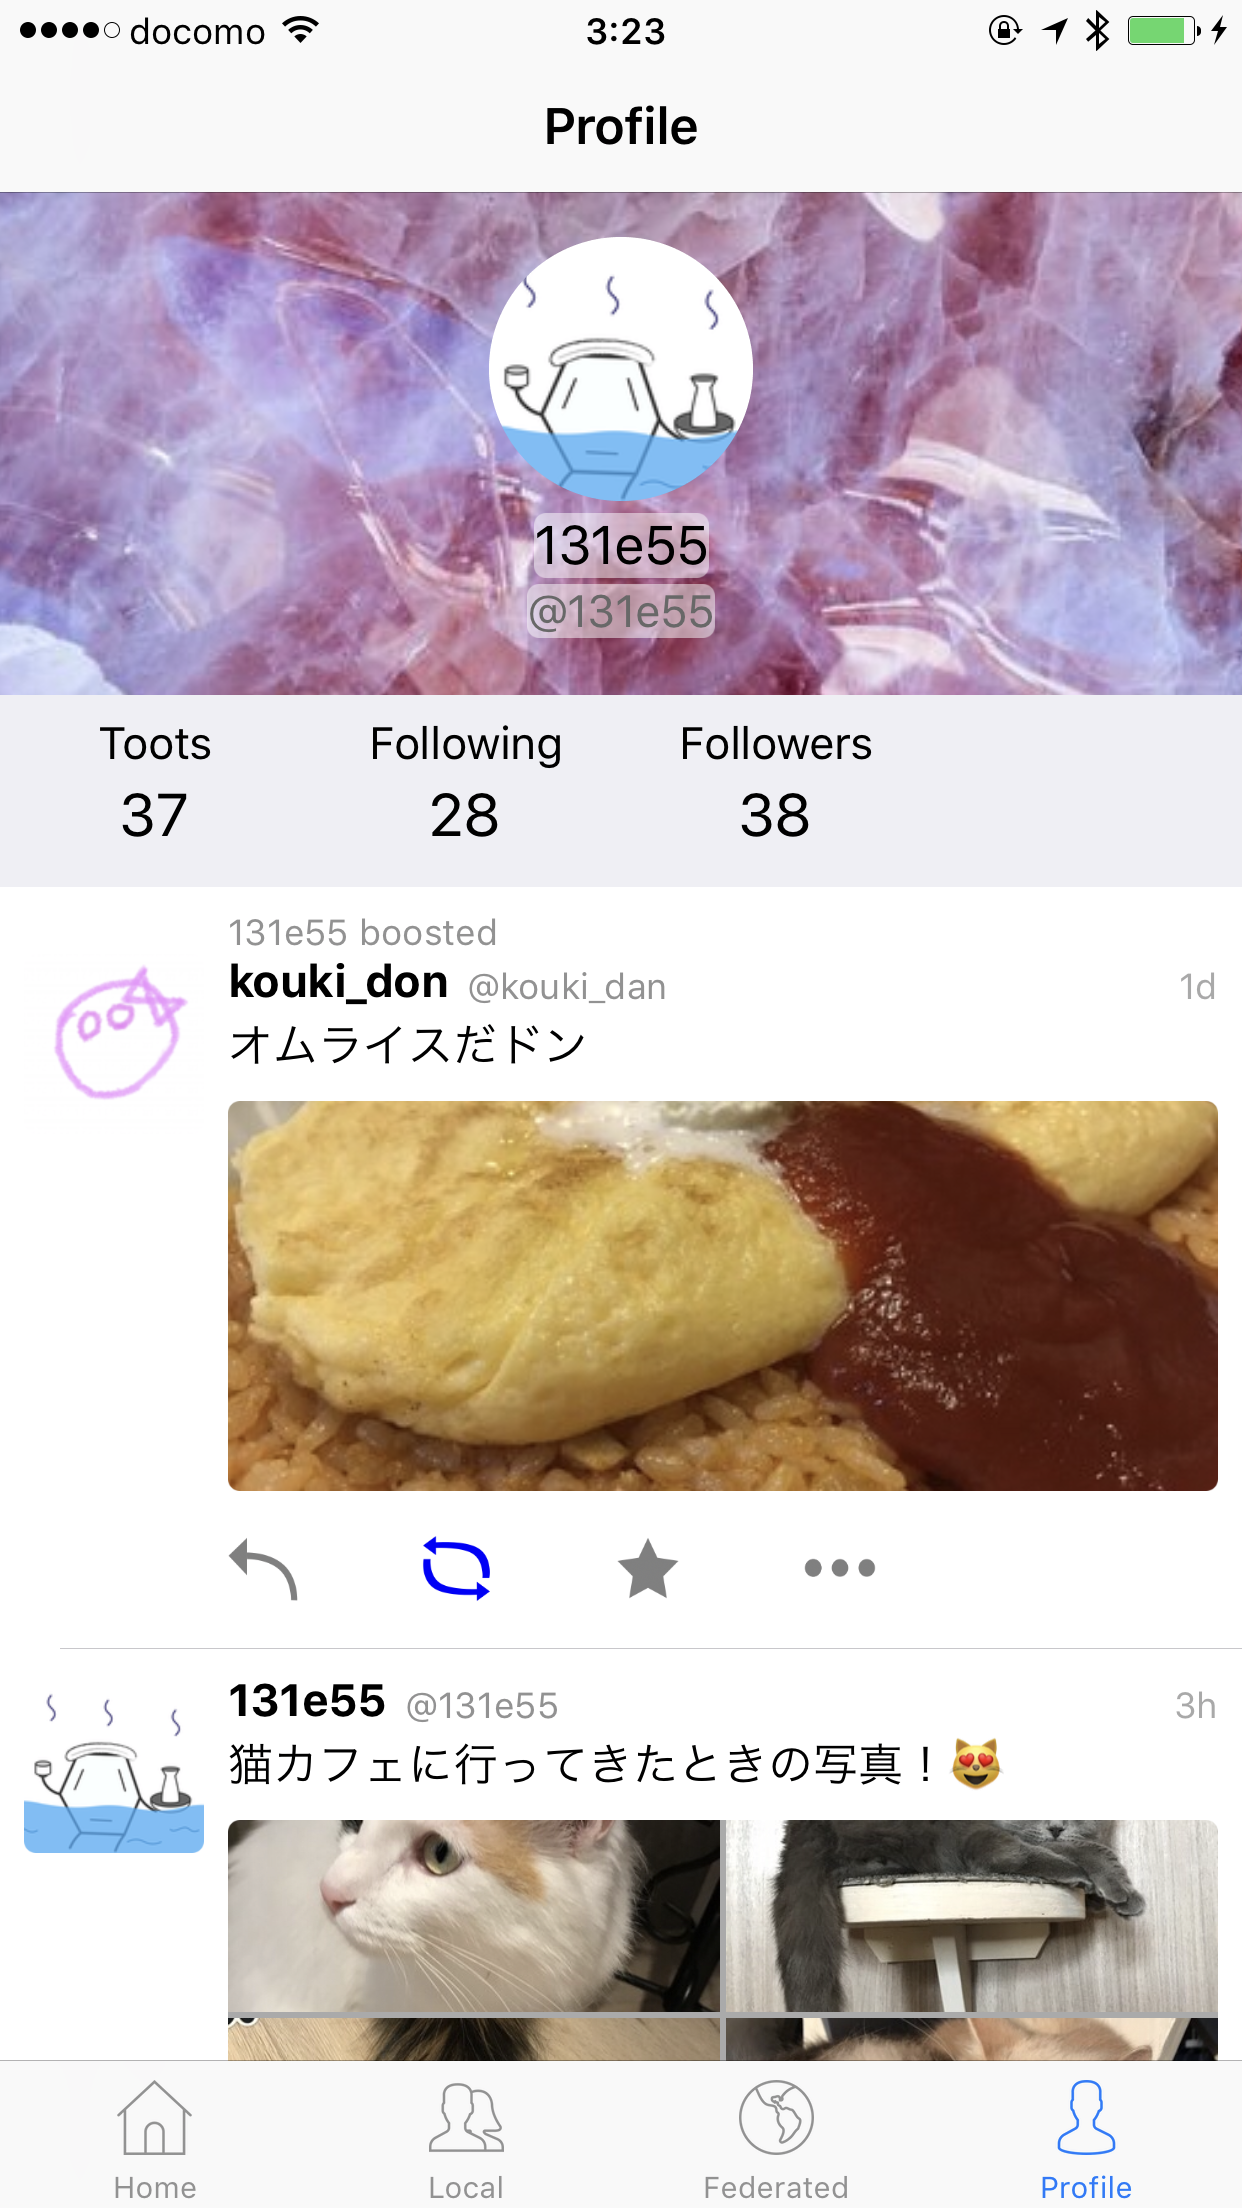 docomo 3:23
Profile
131e55
@131e55
Toots Following Followers
37 28 38
131e55 boosted
kouki_don @kouki_dan 1d
オムライスだドン
131e55 @131e55 3h
猫カフェに行ってきたときの写真！😻
Home Local Federated Profile